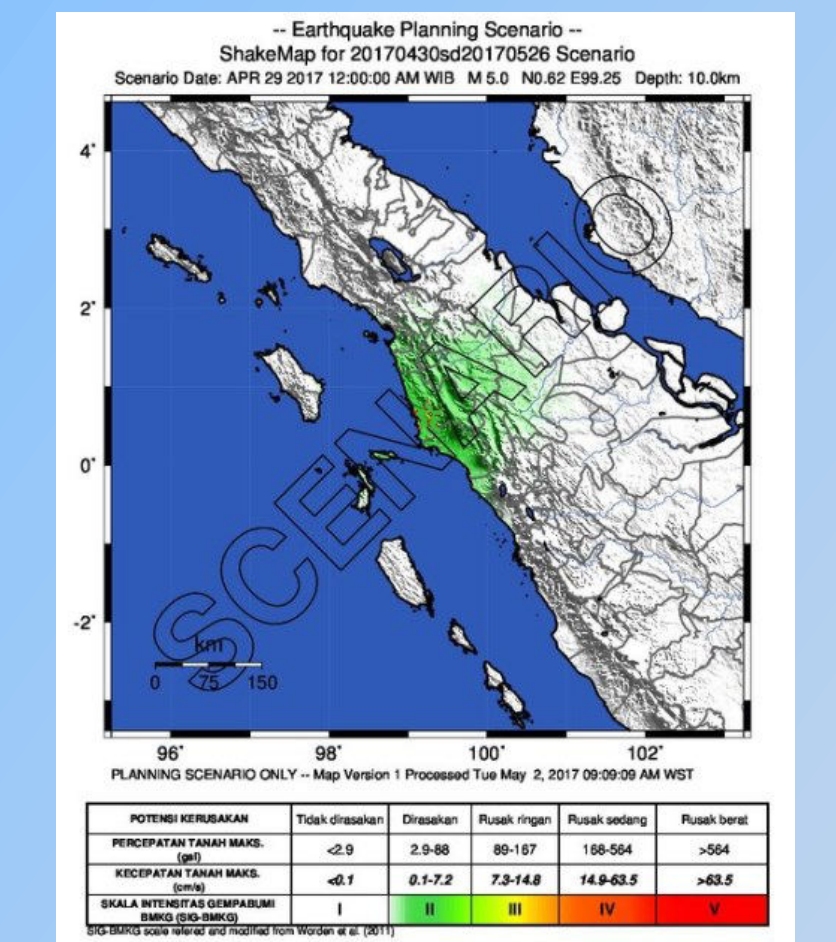 -- Earthquake Planning Scenario --
ShakeMap for 20170430sd20170526 Scenario
Scenario Date: APR 29 2017 12:00:00 AM WIB M 5.0 N0.62 E99.25 Depth: 10.0km
4°
2°
0°
-2°
SCENARIO
km
0 75 150
96° 98° 100° 102°
PLANNING SCENARIO ONLY -- Map Version 1 Processed Tue May 2, 2017 09:09:09 AM WST
POTENSI KERUSAKAN Tidak dirasakan Dirasakan Rusak ringan Rusak sedang Rusak berat
PERCEPATAN TANAH MAKS. (gal) <2.9 2.9-88 89-167 168-564 >564
KECEPATAN TANAH MAKS. (cm/s) <0.1 0.1-7.2 7.3-14.8 14.9-63.5 >63.5
SKALA INTENSITAS GEMPABUMI BMKG (SIG-BMKG) I II III IV V
SIG-BMKG scale refered and modified from Worden et al. (2011)